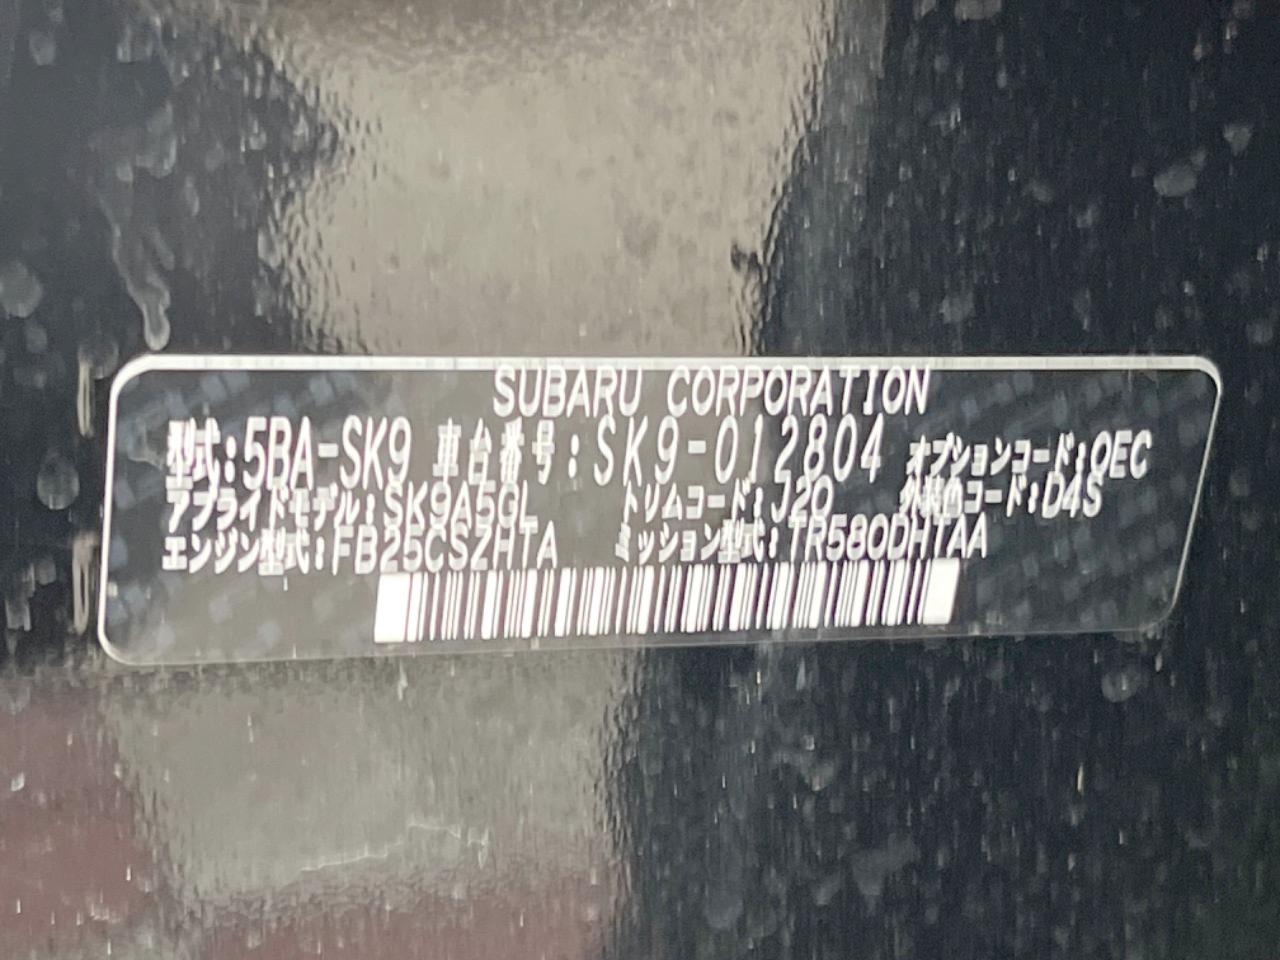 SUBARU CORPORATION
型式:5BA-SK9 車台番号:SK9-012804 オプションコード:OEC
アプライドモデル:SK9A5GL トリムコード:J20 外装色コード:D4S
エンジン型式:FB25CSZHTA ミッション型式:TR580DHTAA